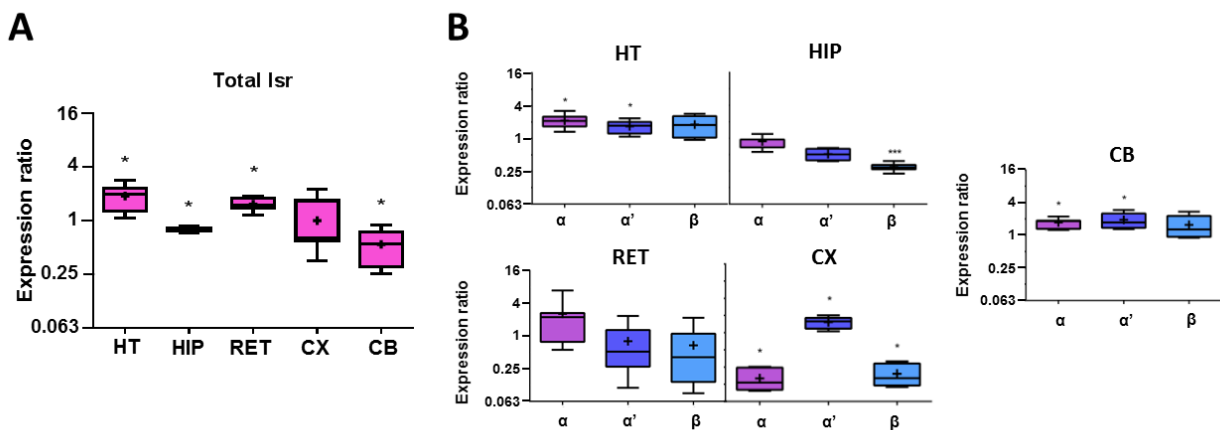 A
Total Isr
Expression ratio
16
4
1
0.25
0.063
* * * *
HT HIP RET CX CB
B
HT HIP
Expression ratio
16
4
1
0.25
0.063
* * ***
α α' β α α' β
RET CX
Expression ratio
16
4
1
0.25
0.063
* * *
α α' β α α' β
CB
Expression ratio
16
4
1
0.25
0.063
* *
α α' β